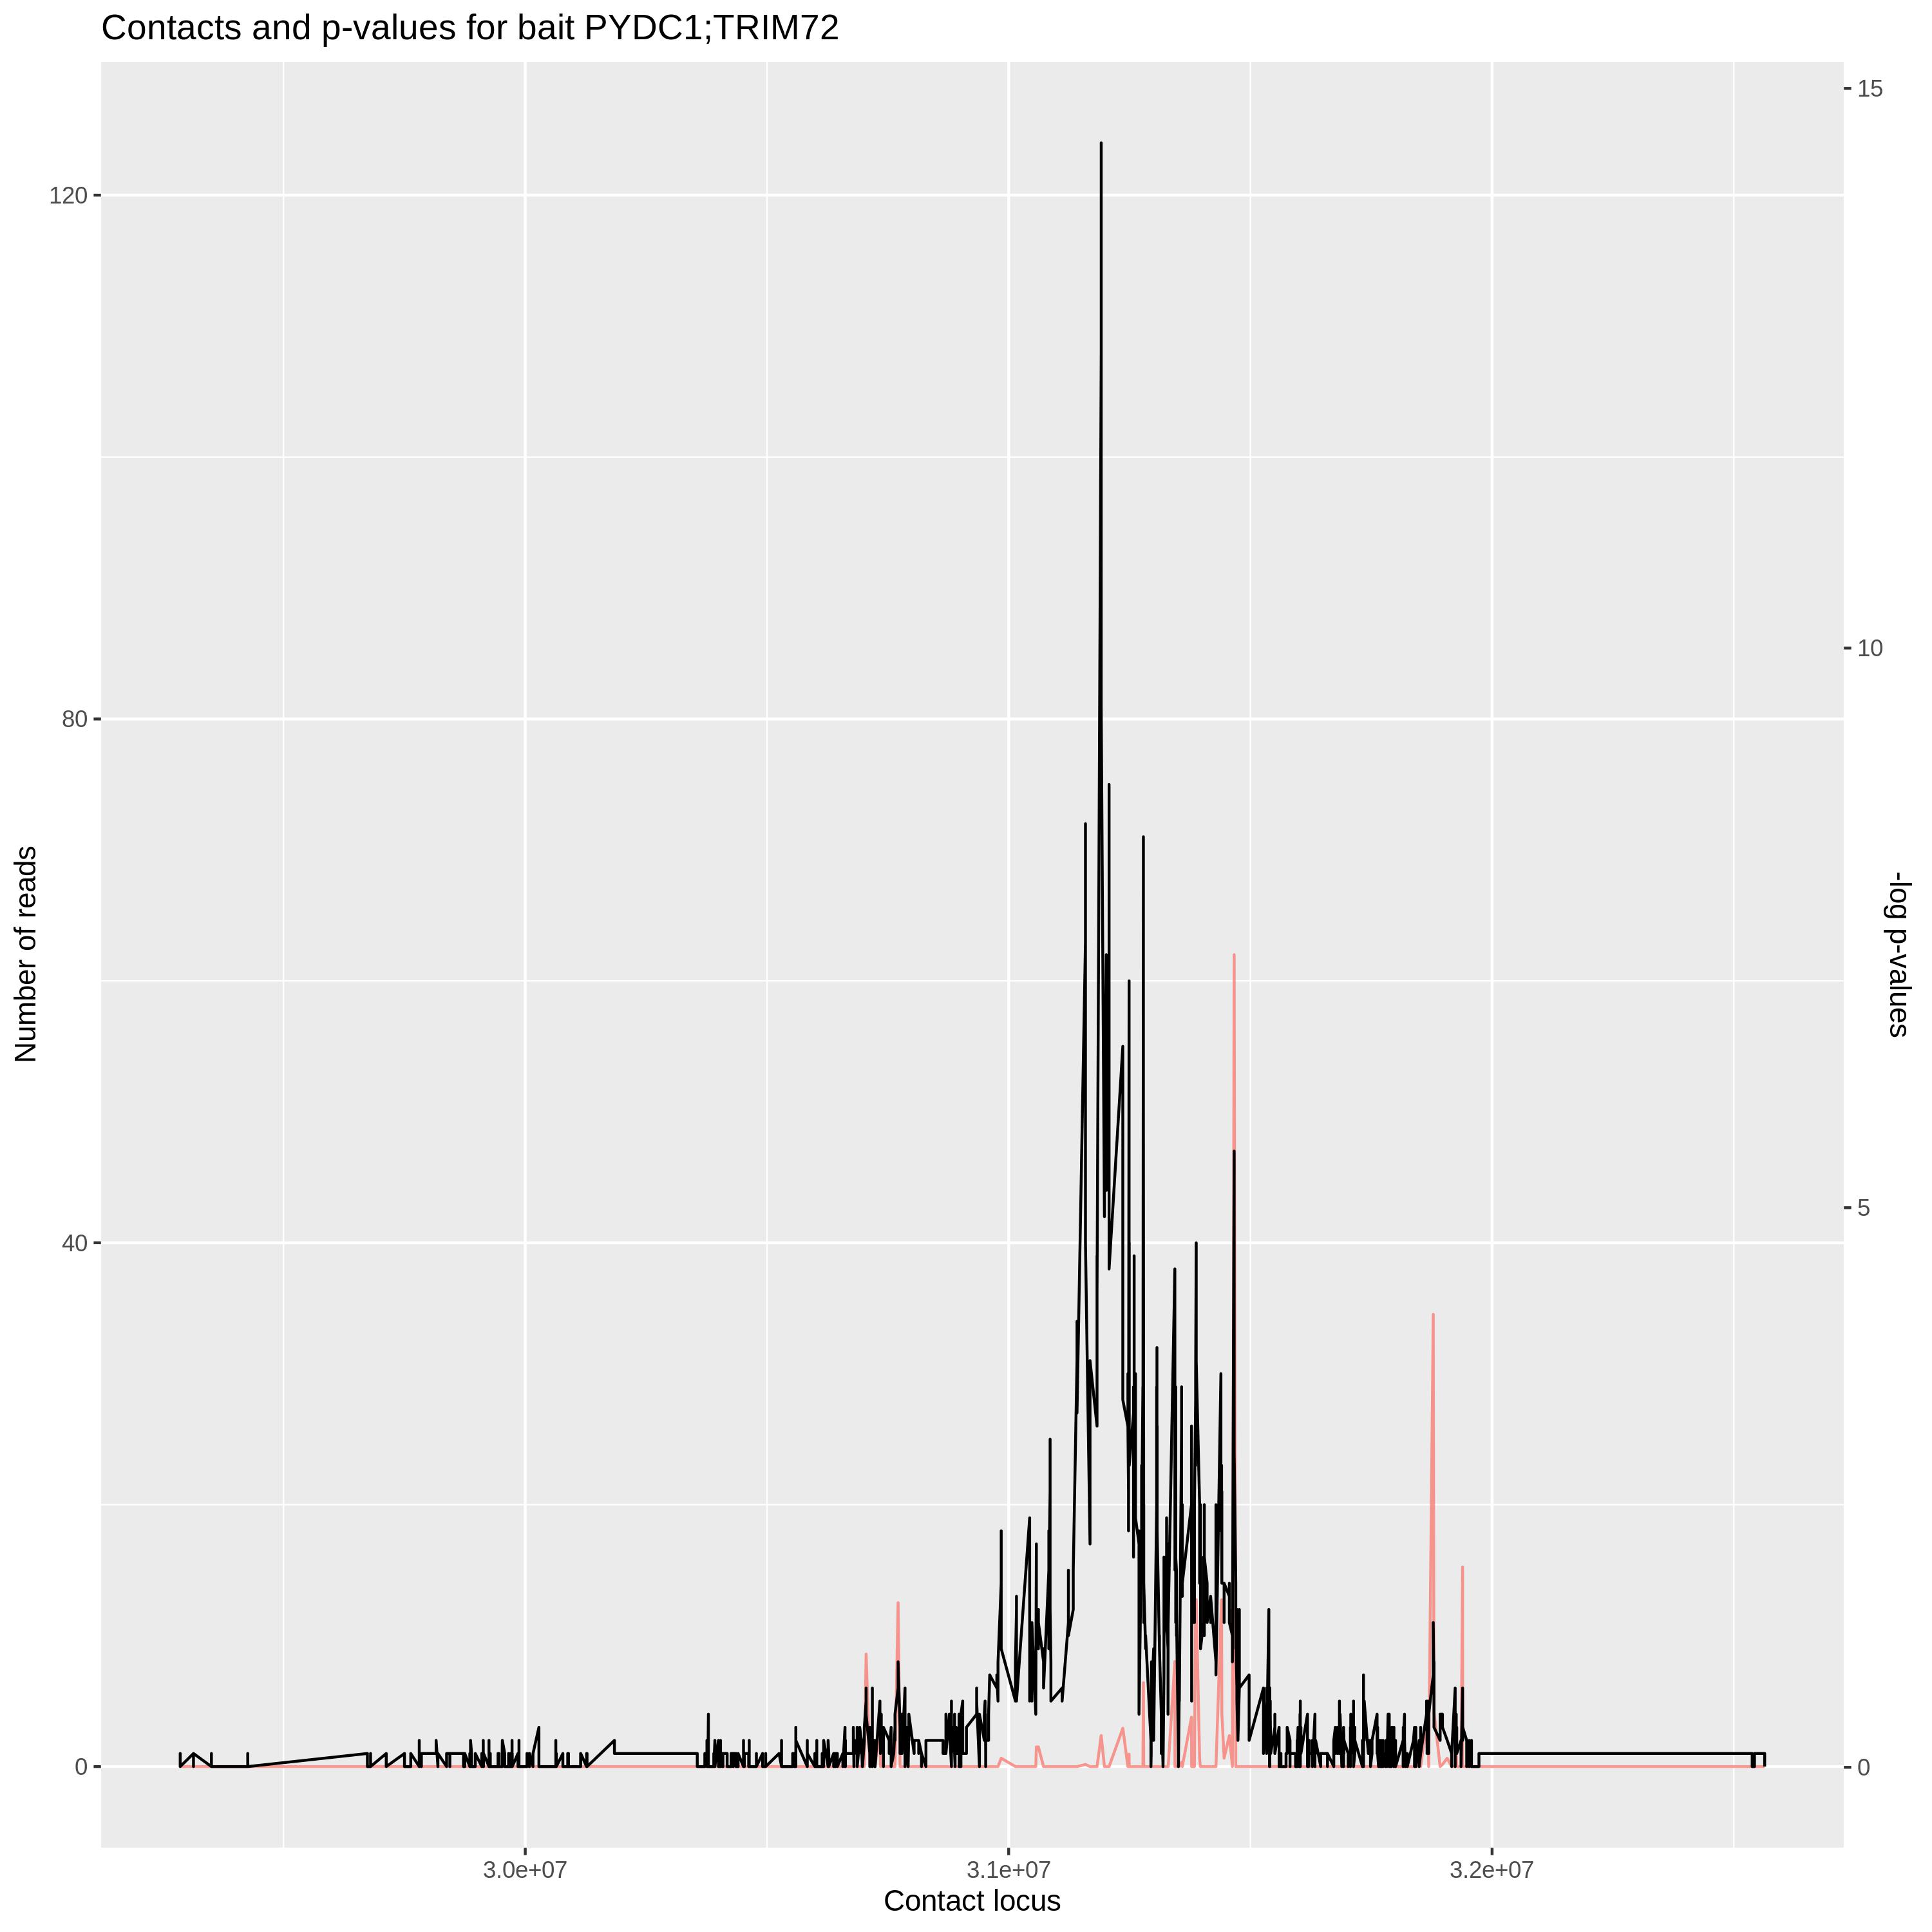 Contacts and p-values for bait PYDC1;TRIM72
Number of reads
120
80
40
0
15
10
5
0
-log p-values
3.0e+07
3.1e+07
3.2e+07
Contact locus